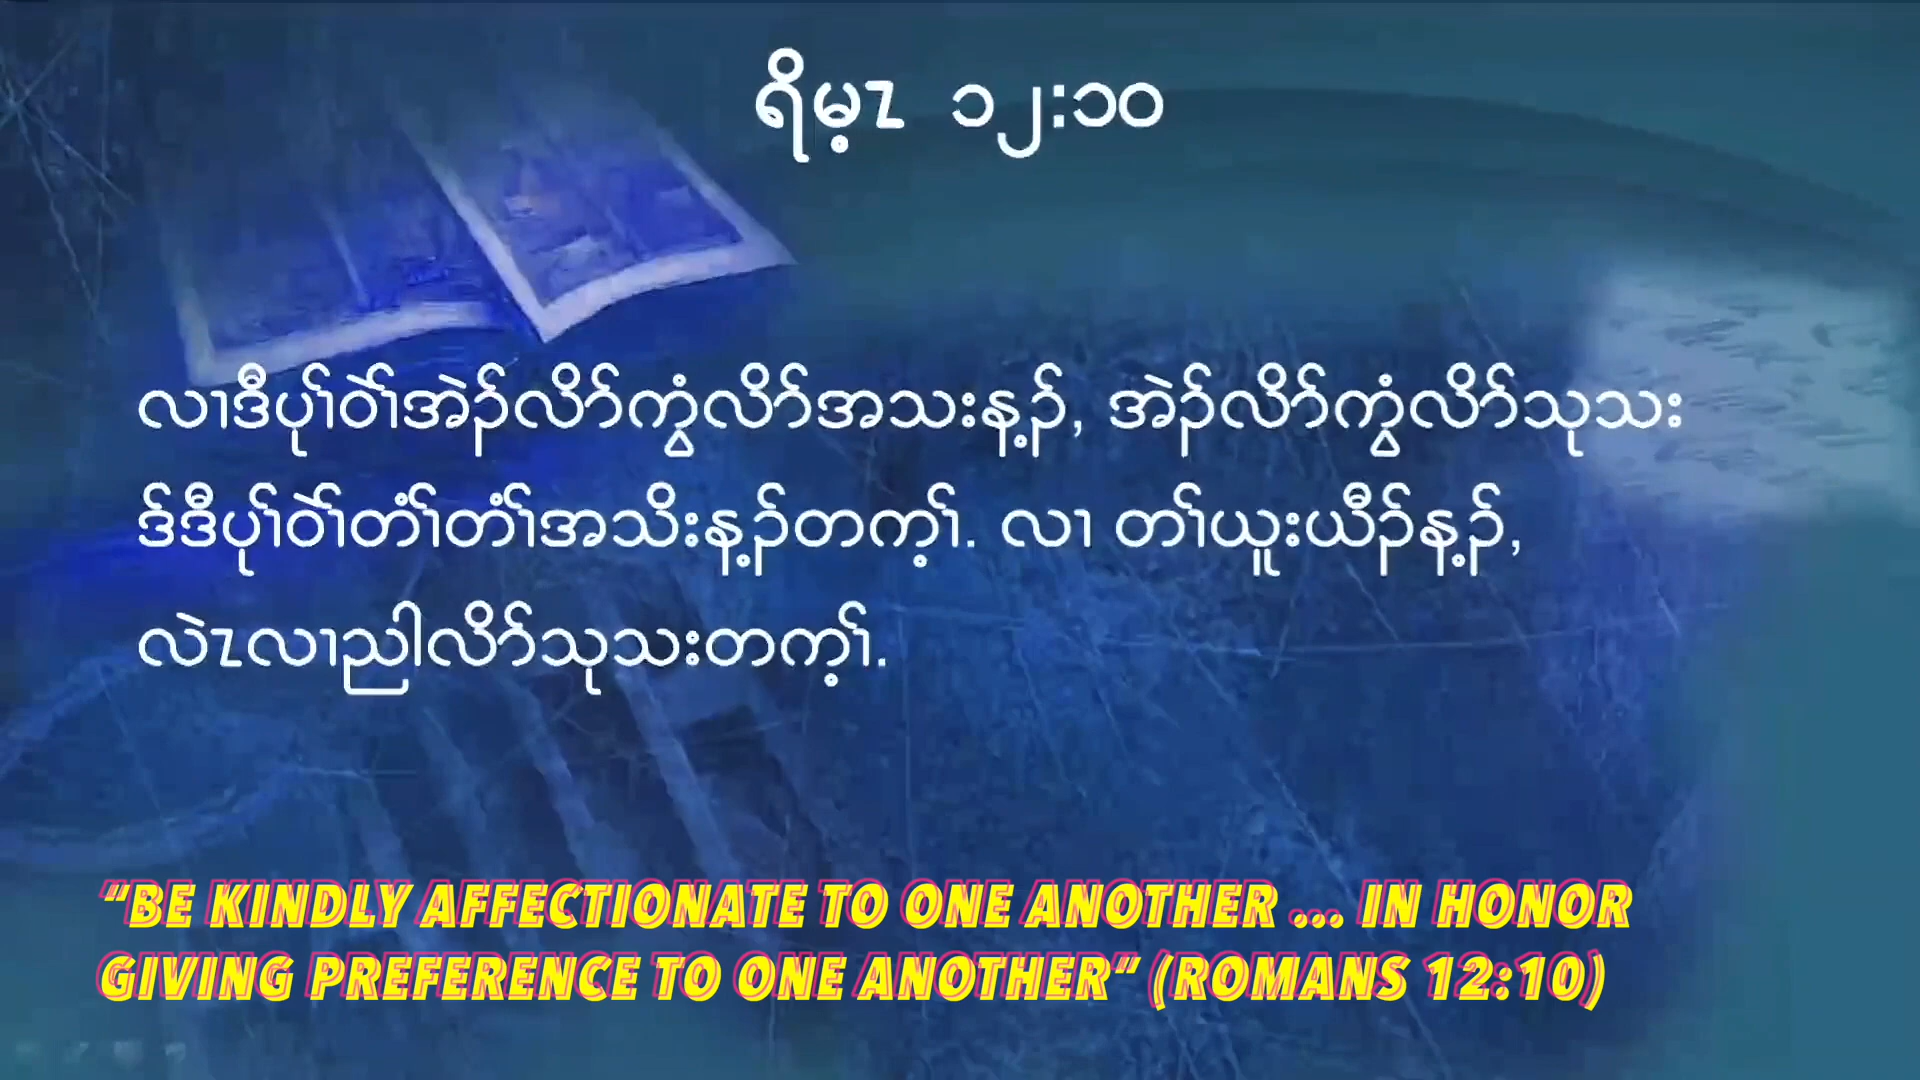 ရိမ့ၤ ၁၂:၁၀
လၢဒီပုၢ်ဝဲၢ်အဲၣ်လိာ်ကွံလိာ်အသးန့ၣ်, အဲၣ်လိာ်ကွံလိာ်သုသး
ဒ်ဒီပုၢ်ဝဲၢ်တံၢ်တံၢ်အသိးန့ၣ်တက့ၢ်. လၢ တၢ်ယူးယီၣ်န့ၣ်,
လဲၤလၢညါလိာ်သုသးတက့ၢ်.
"BE KINDLY AFFECTIONATE TO ONE ANOTHER ... IN HONOR
GIVING PREFERENCE TO ONE ANOTHER" (ROMANS 12:10)